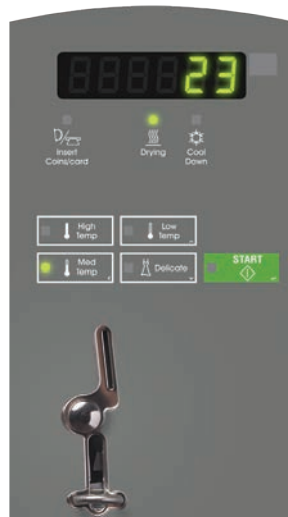 23
Insert
Coins/card
Drying
Cool
Down
High
Temp
Low
Temp
Med
Temp
Delicate
START